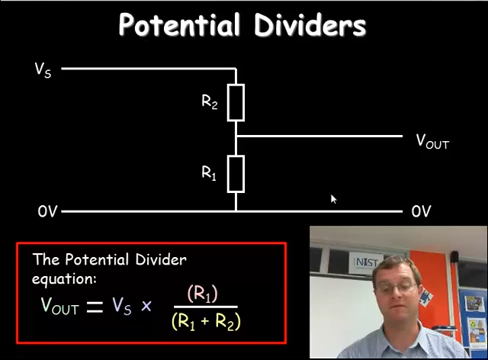 Potential Dividers
VS
R2
VOUT
R1
0V
0V
The Potential Divider
equation:
VOUT = VS x (R1)
(R1 + R2)
NIST